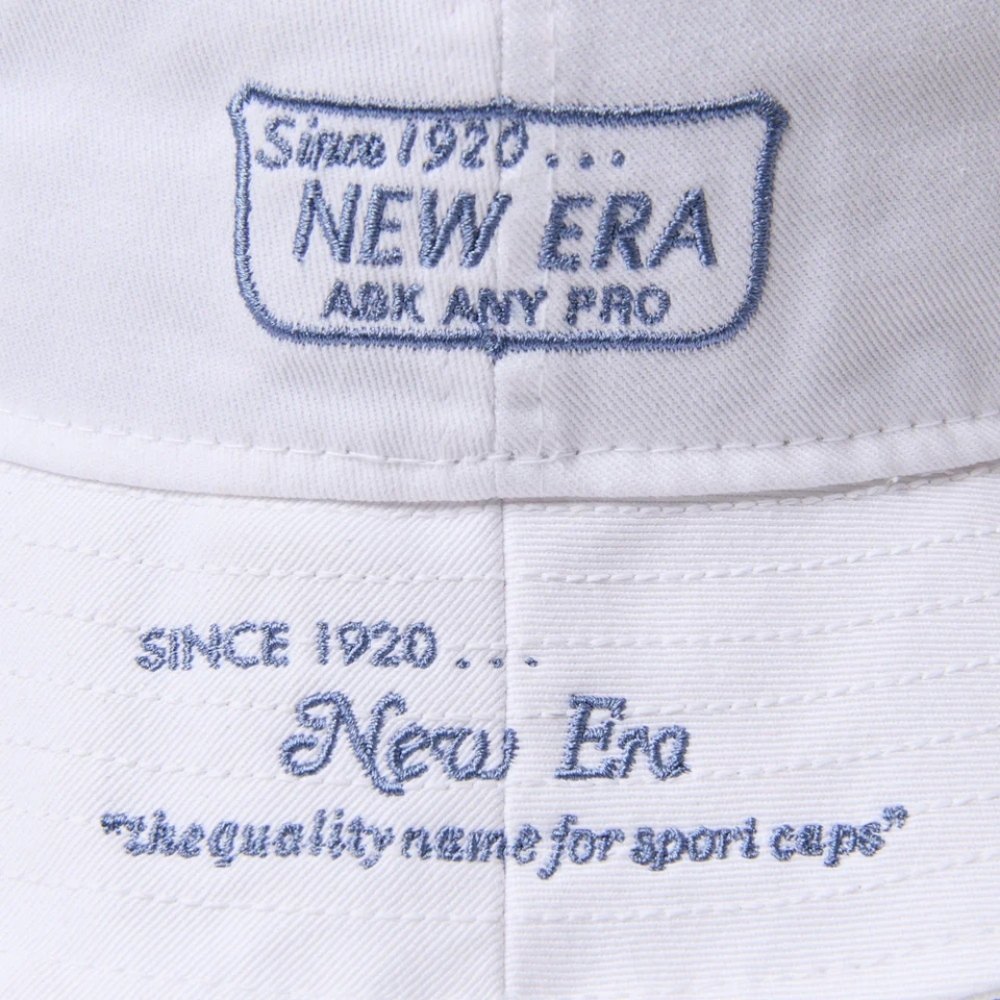 Since 1920...
NEW ERA
ASK ANY PRO
SINCE 1920...
New Era
"the quality name for sport caps"